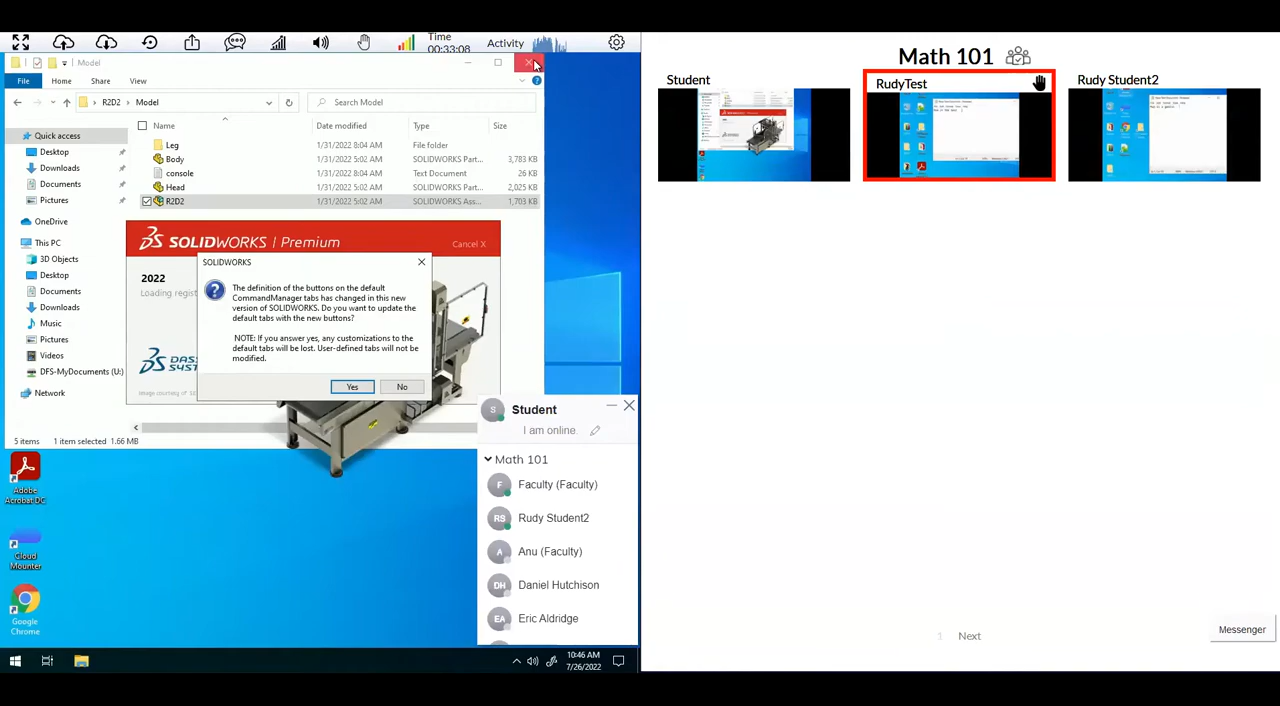 Time
00:33:08
Activity
Model
File Home Share View
R2D2 Model
Search Model
Name Date modified Type Size
Leg 1/31/2022 8:04 AM File folder
Body 1/31/2022 5:02 AM SOLIDWORKS Part... 3,783 KB
console 1/31/2022 8:04 AM Text Document 26 KB
Head 1/31/2022 5:02 AM SOLIDWORKS Part... 2,025 KB
R2D2 1/31/2022 5:02 AM SOLIDWORKS Ass... 1,703 KB
Quick access
Desktop
Downloads
Documents
Pictures
OneDrive
This PC
3D Objects
Desktop
Documents
Downloads
Music
Pictures
Videos
DFS-MyDocuments (U:)
Network
5 items 1 item selected 1.66 MB
SOLIDWORKS | Premium
Cancel X
2022
Loading regist
DASS
SYST
SOLIDWORKS
The definition of the buttons on the default
CommandManager tabs has changed in this new
version of SOLIDWORKS. Do you want to update the
default tabs with the new buttons?
NOTE: If you answer yes, any customizations to the
default tabs will be lost. User-defined tabs will not be
modified.
Yes No
Adobe
Acrobat DC
Cloud
Mounter
Google
Chrome
S Student
I am online.
Math 101
F Faculty (Faculty)
RS Rudy Student2
A Anu (Faculty)
DH Daniel Hutchison
EA Eric Aldridge
10:46 AM
7/26/2022
Math 101
Student
RudyTest
Rudy Student2
1 Next
Messenger